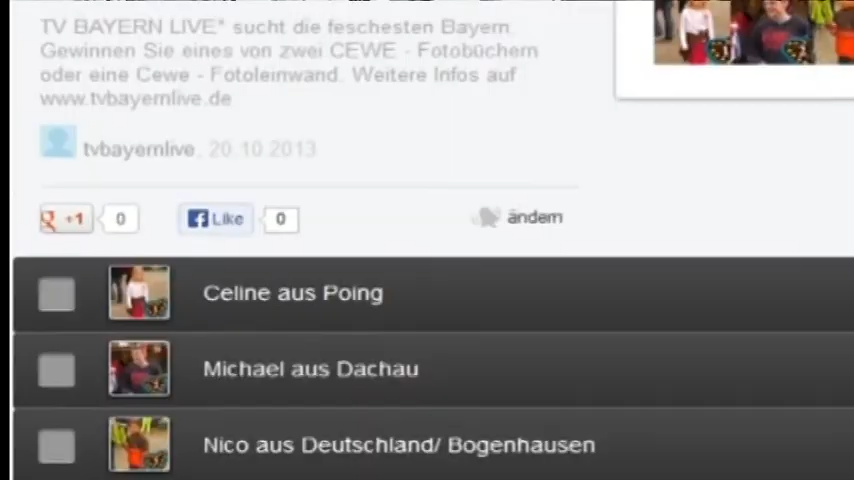 TV BAYERN LIVE* sucht die feschesten Bayern.
Gewinnen Sie eines von zwei CEWE - Fotobüchern
oder eine Cewe - Fotoleinwand. Weitere Infos auf
www.tvbayernlive.de
tvbayernlive, 20.10.2013
+1 0 Like 0 ändern
Celine aus Poing
Michael aus Dachau
Nico aus Deutschland/ Bogenhausen